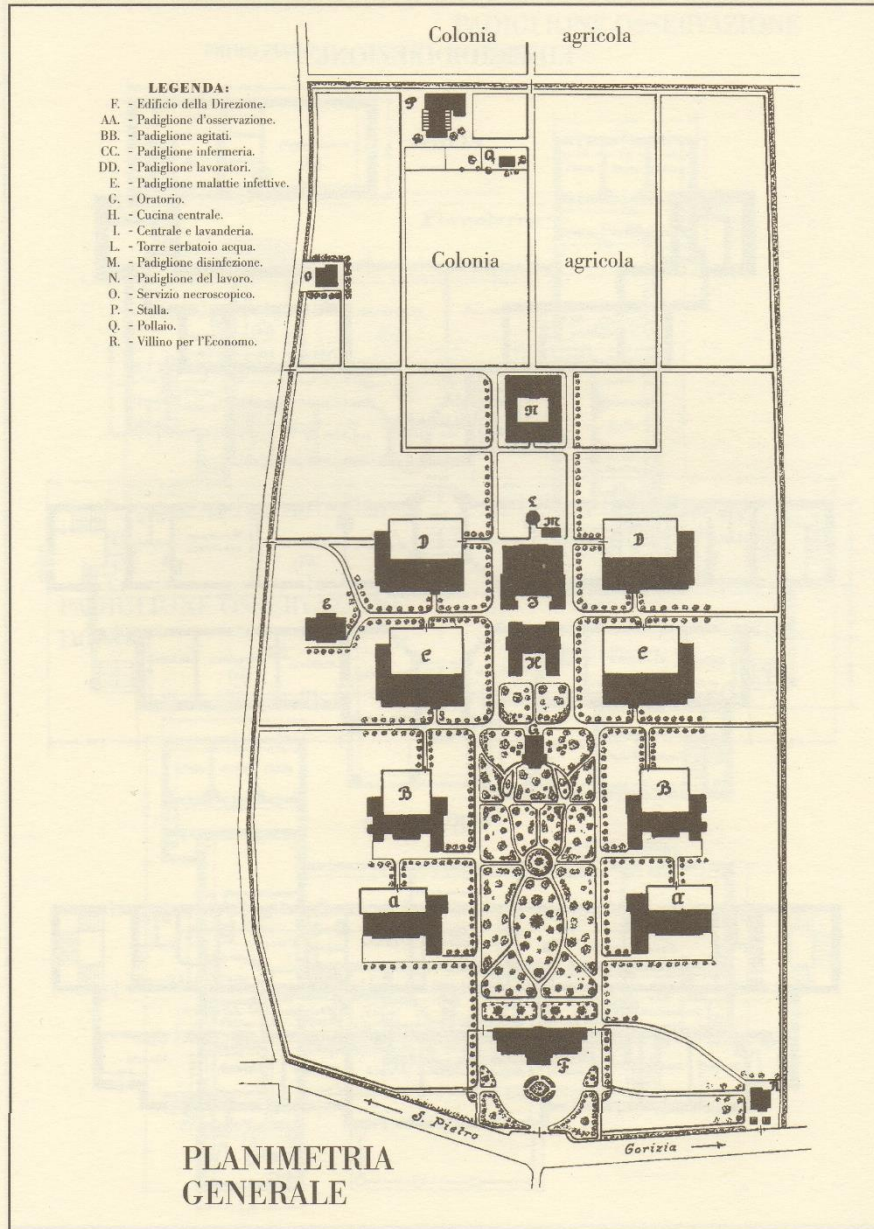 Colonia agricola
LEGENDA:
F. - Edificio della Direzione.
AA. - Padiglione d'osservazione.
BB. - Padiglione agitati.
CC. - Padiglione infermeria.
DD. - Padiglione lavoratori.
E. - Padiglione malattie infettive.
G. - Oratorio.
H. - Cucina centrale.
I. - Centrale e lavanderia.
L. - Torre serbatoio acqua.
M. - Padiglione disinfezione.
N. - Padiglione del lavoro.
O. - Servizio necroscopico.
P. - Stalla.
Q. - Pollaio.
R. - Villino per l'Economo.
P
Q
Colonia agricola
O
N
L
M
D
D
I
E
C
C
H
G
B
B
A
A
F
R
S. Pietro
Gorizia
PLANIMETRIA
GENERALE